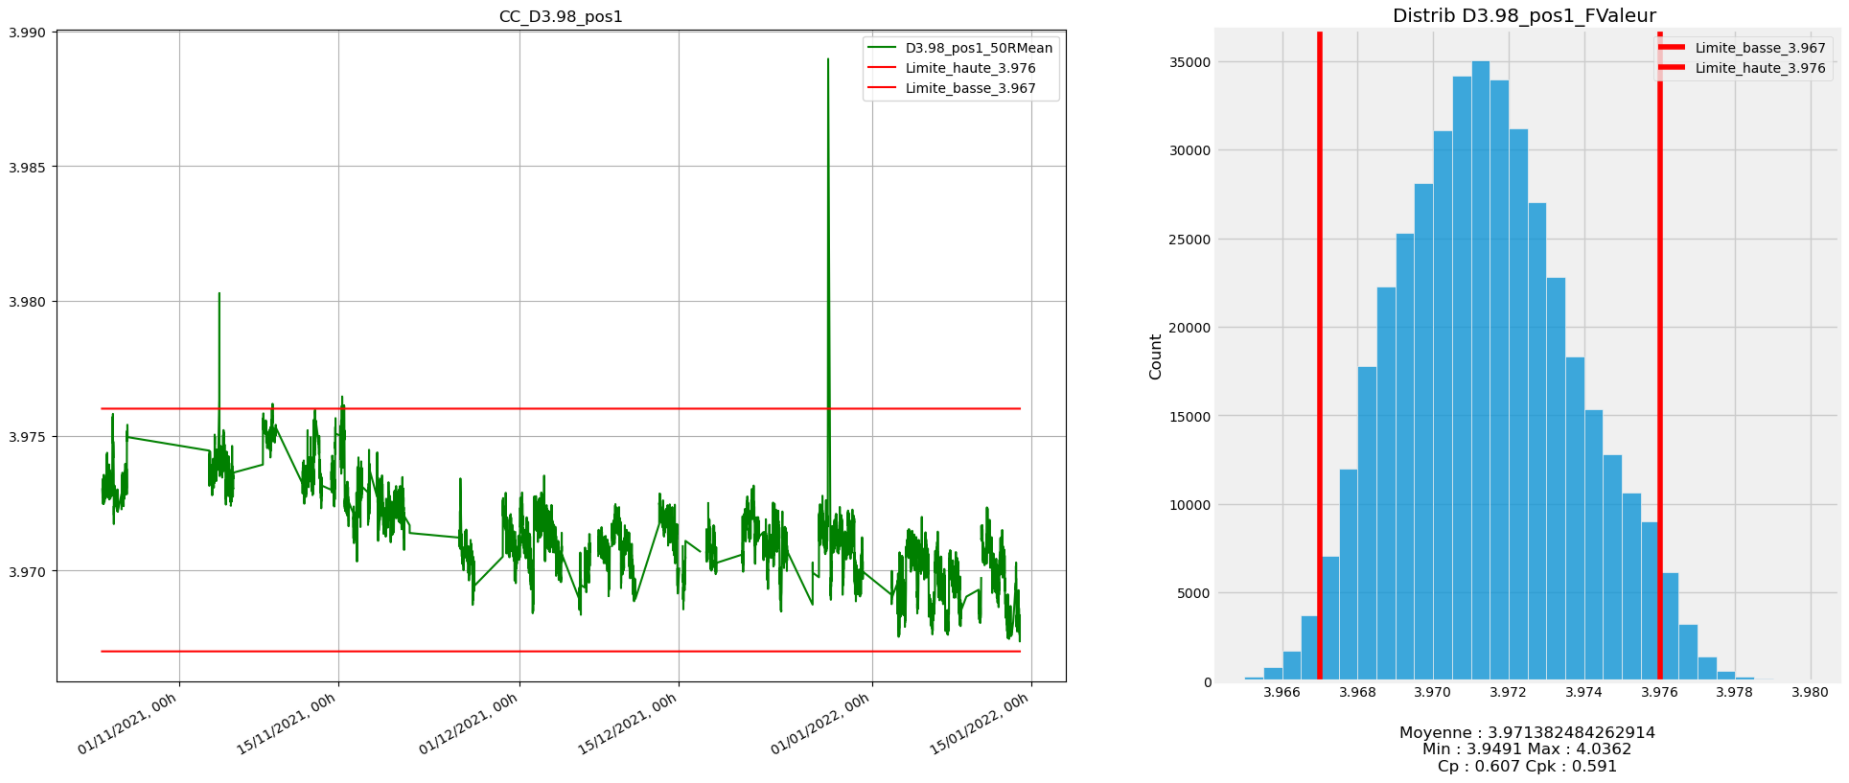 CC_D3.98_pos1
3.990
3.985
3.980
3.975
3.970
D3.98_pos1_50RMean
Limite_haute_3.976
Limite_basse_3.967
01/11/2021, 00h
15/11/2021, 00h
01/12/2021, 00h
15/12/2021, 00h
01/01/2022, 00h
15/01/2022, 00h
Distrib D3.98_pos1_FValeur
Limite_basse_3.967
Limite_haute_3.976
Count
35000
30000
25000
20000
15000
10000
5000
0
3.966
3.968
3.970
3.972
3.974
3.976
3.978
3.980
Moyenne : 3.971382484262914
Min : 3.9491 Max : 4.0362
Cp : 0.607 Cpk : 0.591